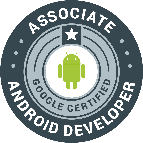 ASSOCIATE
GOOGLE CERTIFIED
ANDROID DEVELOPER